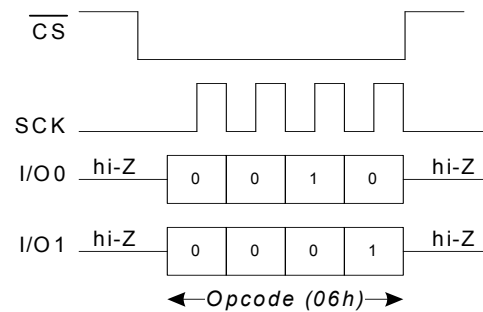 CS
SCK
I/O0 hi-Z 0 0 1 0 hi-Z
I/O1 hi-Z 0 0 0 1 hi-Z
Opcode (06h)